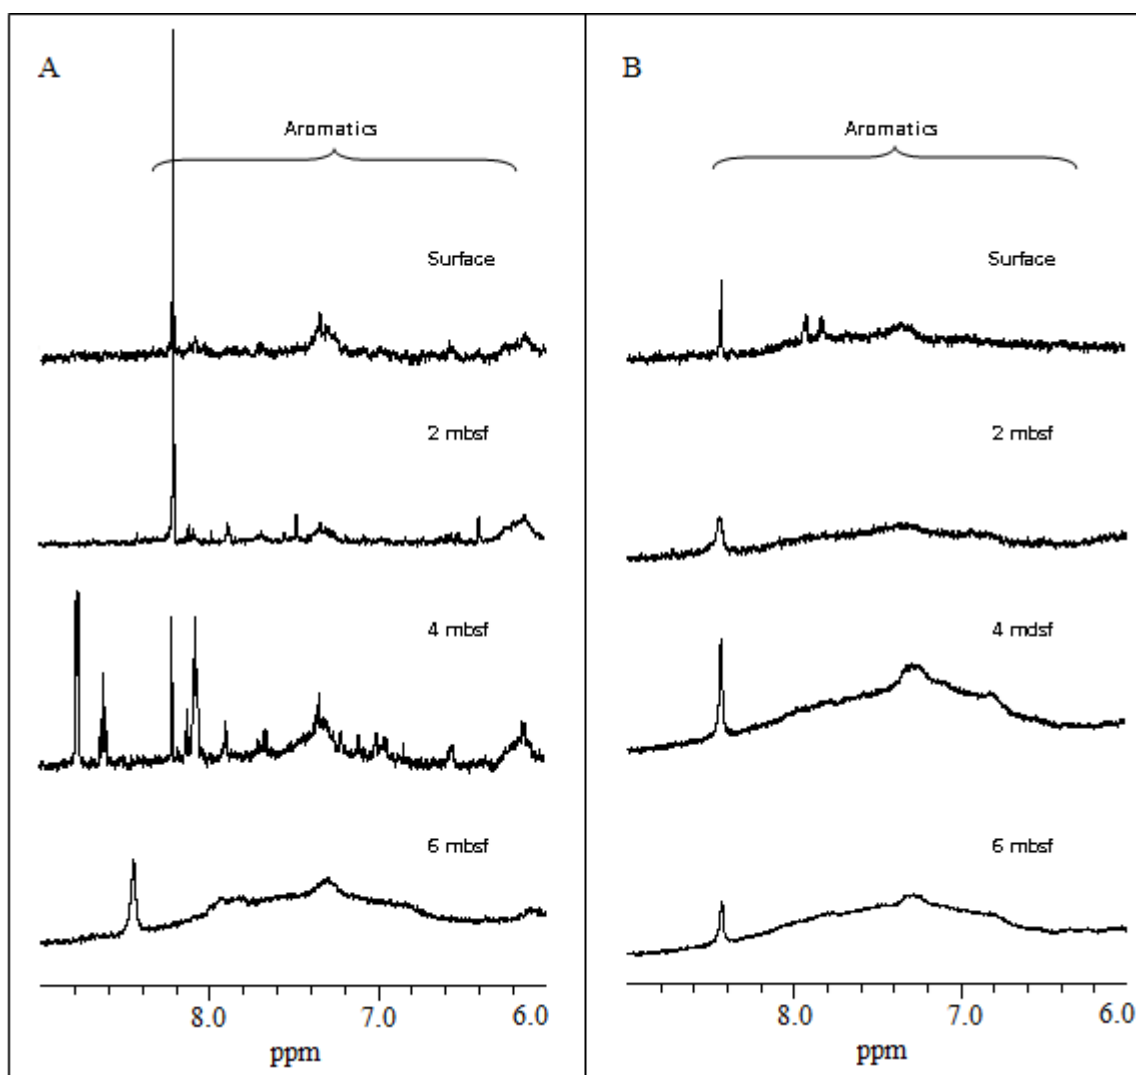 A
Aromatics
Surface
2 mbsf
4 mbsf
6 mbsf
8.0 7.0 6.0
ppm
B
Aromatics
Surface
2 mbsf
4 mdsf
6 mbsf
8.0 7.0 6.0
ppm